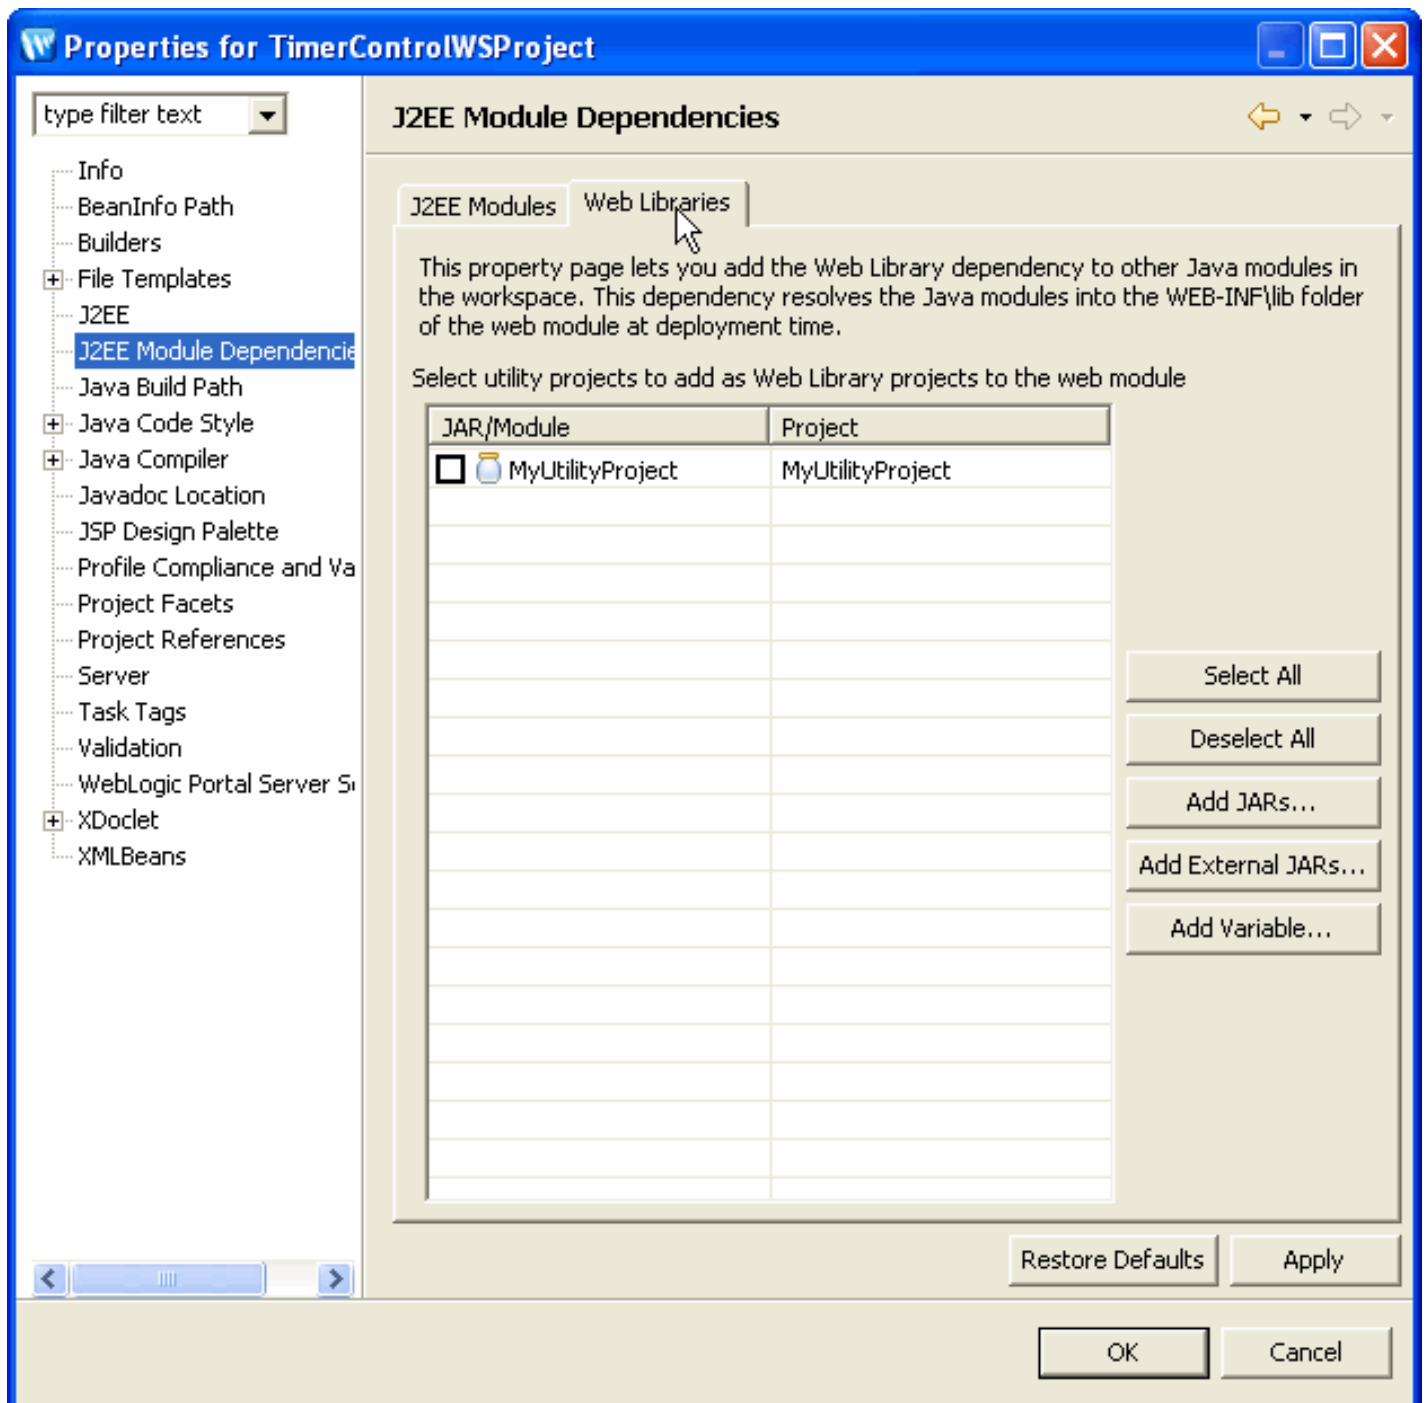 Properties for TimerControlWSProject
type filter text
Info
BeanInfo Path
Builders
File Templates
J2EE
J2EE Module Dependencie
Java Build Path
Java Code Style
Java Compiler
Javadoc Location
JSP Design Palette
Profile Compliance and Va
Project Facets
Project References
Server
Task Tags
Validation
WebLogic Portal Server S
XDoclet
XMLBeans
J2EE Module Dependencies
J2EE Modules
Web Libraries
This property page lets you add the Web Library dependency to other Java modules in
the workspace. This dependency resolves the Java modules into the WEB-INF\lib folder
of the web module at deployment time.
Select utility projects to add as Web Library projects to the web module
JAR/Module Project
MyUtilityProject MyUtilityProject
Select All
Deselect All
Add JARs...
Add External JARs...
Add Variable...
Restore Defaults
Apply
OK
Cancel